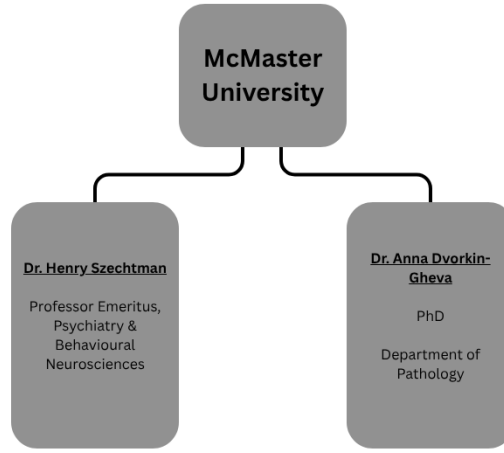 McMaster
University
Dr. Henry Szechtman
Professor Emeritus,
Psychiatry &
Behavioural
Neurosciences
Dr. Anna Dvorkin-
Gheva
PhD
Department of
Pathology